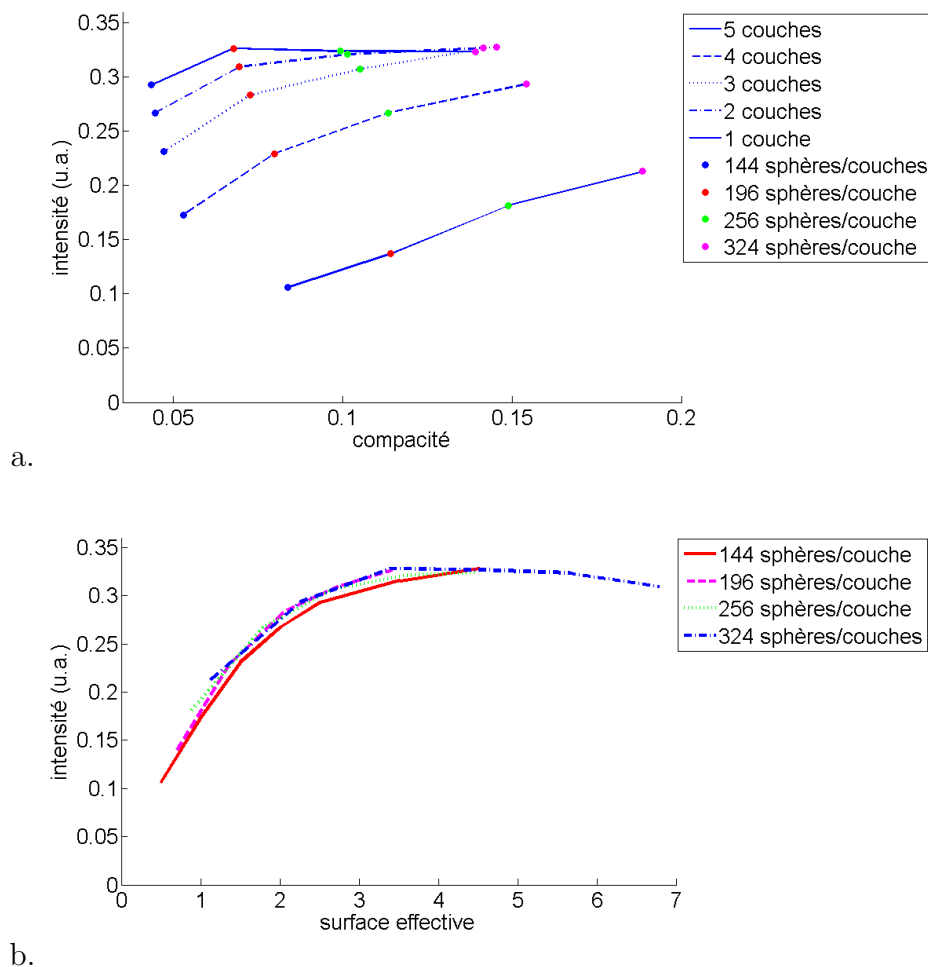 0.35
0.3
0.25
0.2
0.15
0.1
0.05
0
intensité (u.a.)
0.05 0.1 0.15 0.2
compacité
5 couches
4 couches
3 couches
2 couches
1 couche
144 sphères/couches
196 sphères/couche
256 sphères/couche
324 sphères/couche
a.
0.35
0.3
0.25
0.2
0.15
0.1
0.05
0
intensité (u.a.)
0 1 2 3 4 5 6 7
surface effective
144 sphères/couche
196 sphères/couche
256 sphères/couche
324 sphères/couches
b.